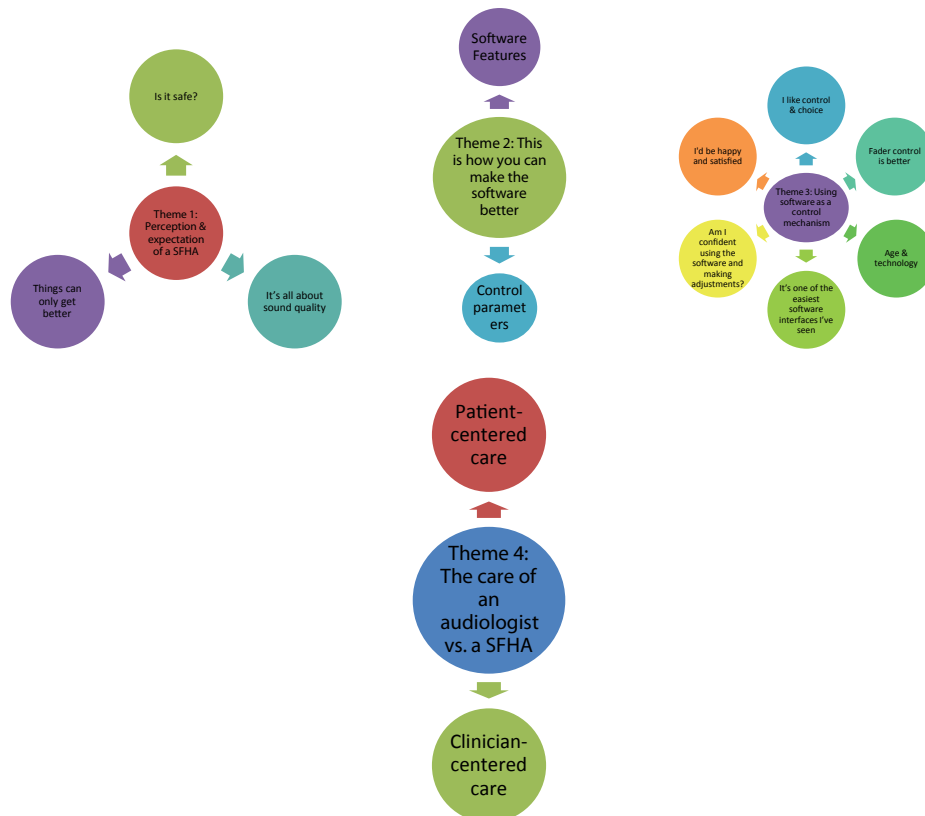 Is it safe?
Theme 1:
Perception &
expectation
of a SFHA
Things can
only get
better
It's all about
sound quality
Software
Features
Theme 2: This
is how you can
make the
software
better
Control
paramet
ers
I like control
& choice
I'd be happy
and satisfied
Fader control
is better
Theme 3: Using
software as a
control
mechanism
Am I
confident
using the
software and
making
adjustments?
Age &
technology
It's one of the
easiest
software
interfaces I've
seen
Patient-
centered
care
Theme 4:
The care of
an
audiologist
vs. a SFHA
Clinician-
centered
care